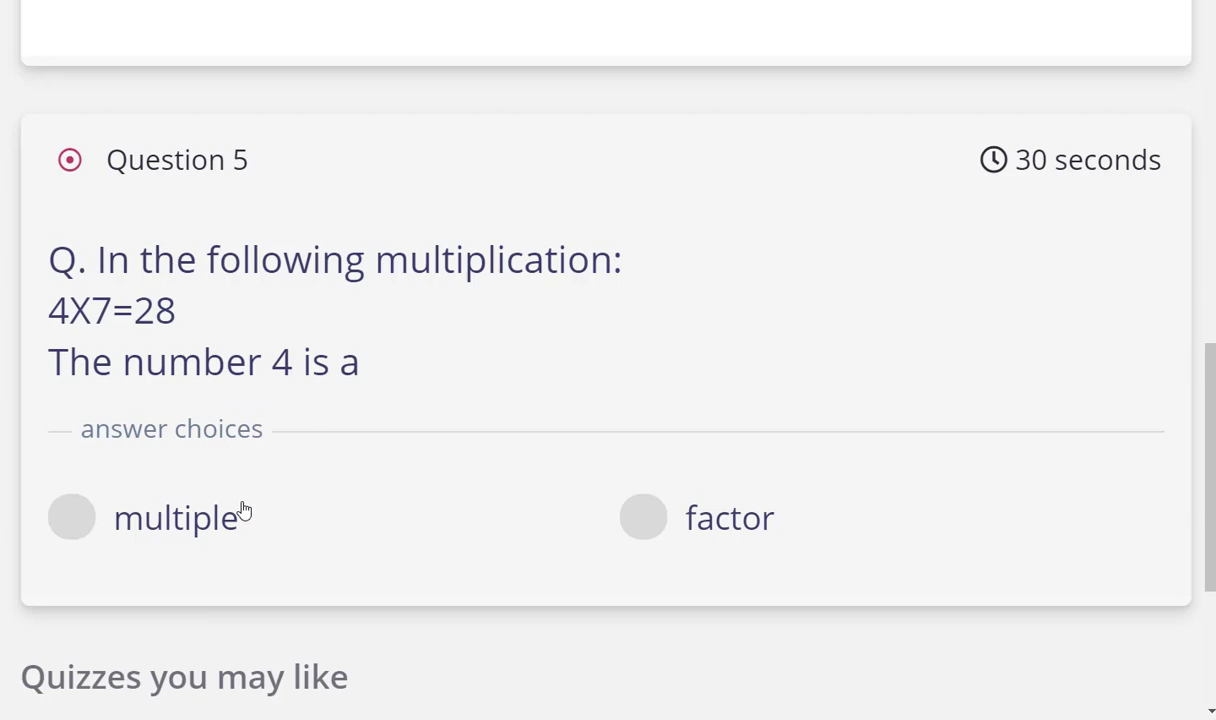 Question 5
30 seconds
Q. In the following multiplication:
4X7=28
The number 4 is a
answer choices
multiple
factor
Quizzes you may like